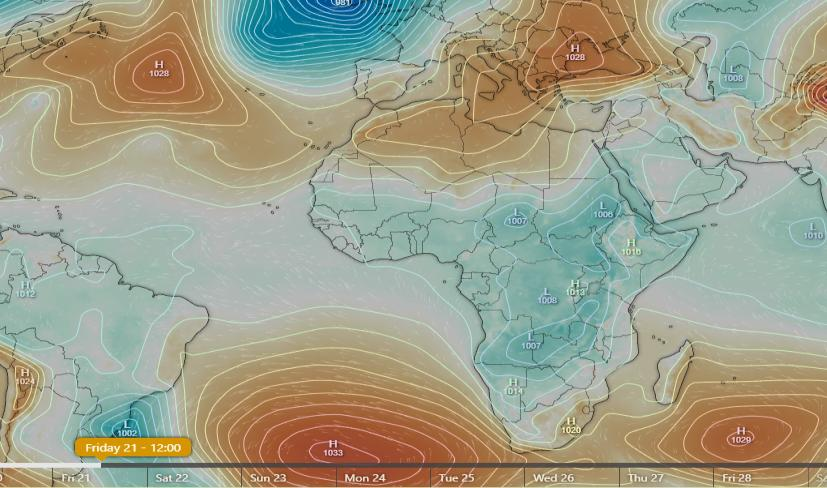 981
H
1028
H
1028
L
1008
L
1007
L
1006
H
1016
L
1010
L
1012
L
1008
H
1013
L
1007
H
1024
H
1014
L
1002
H
1020
H
1029
H
1033
Friday 21 - 12:00
Fri 21
Sat 22
Sun 23
Mon 24
Tue 25
Wed 26
Thu 27
Fri 28